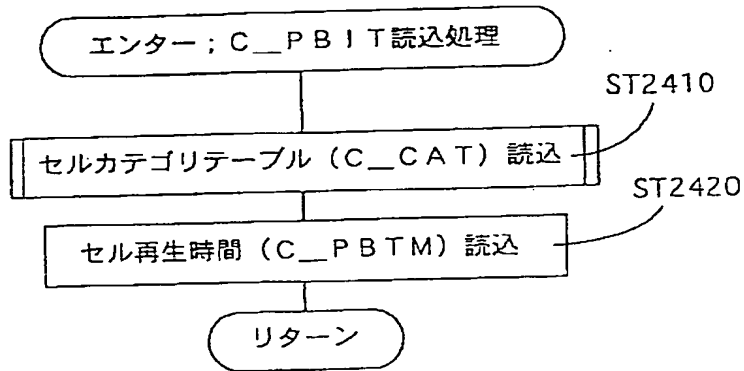 エンター；C＿PBIT読込処理
ST2410
セルカテゴリテーブル（C＿CAT）読込
ST2420
セル再生時間（C＿PBTM）読込
リターン